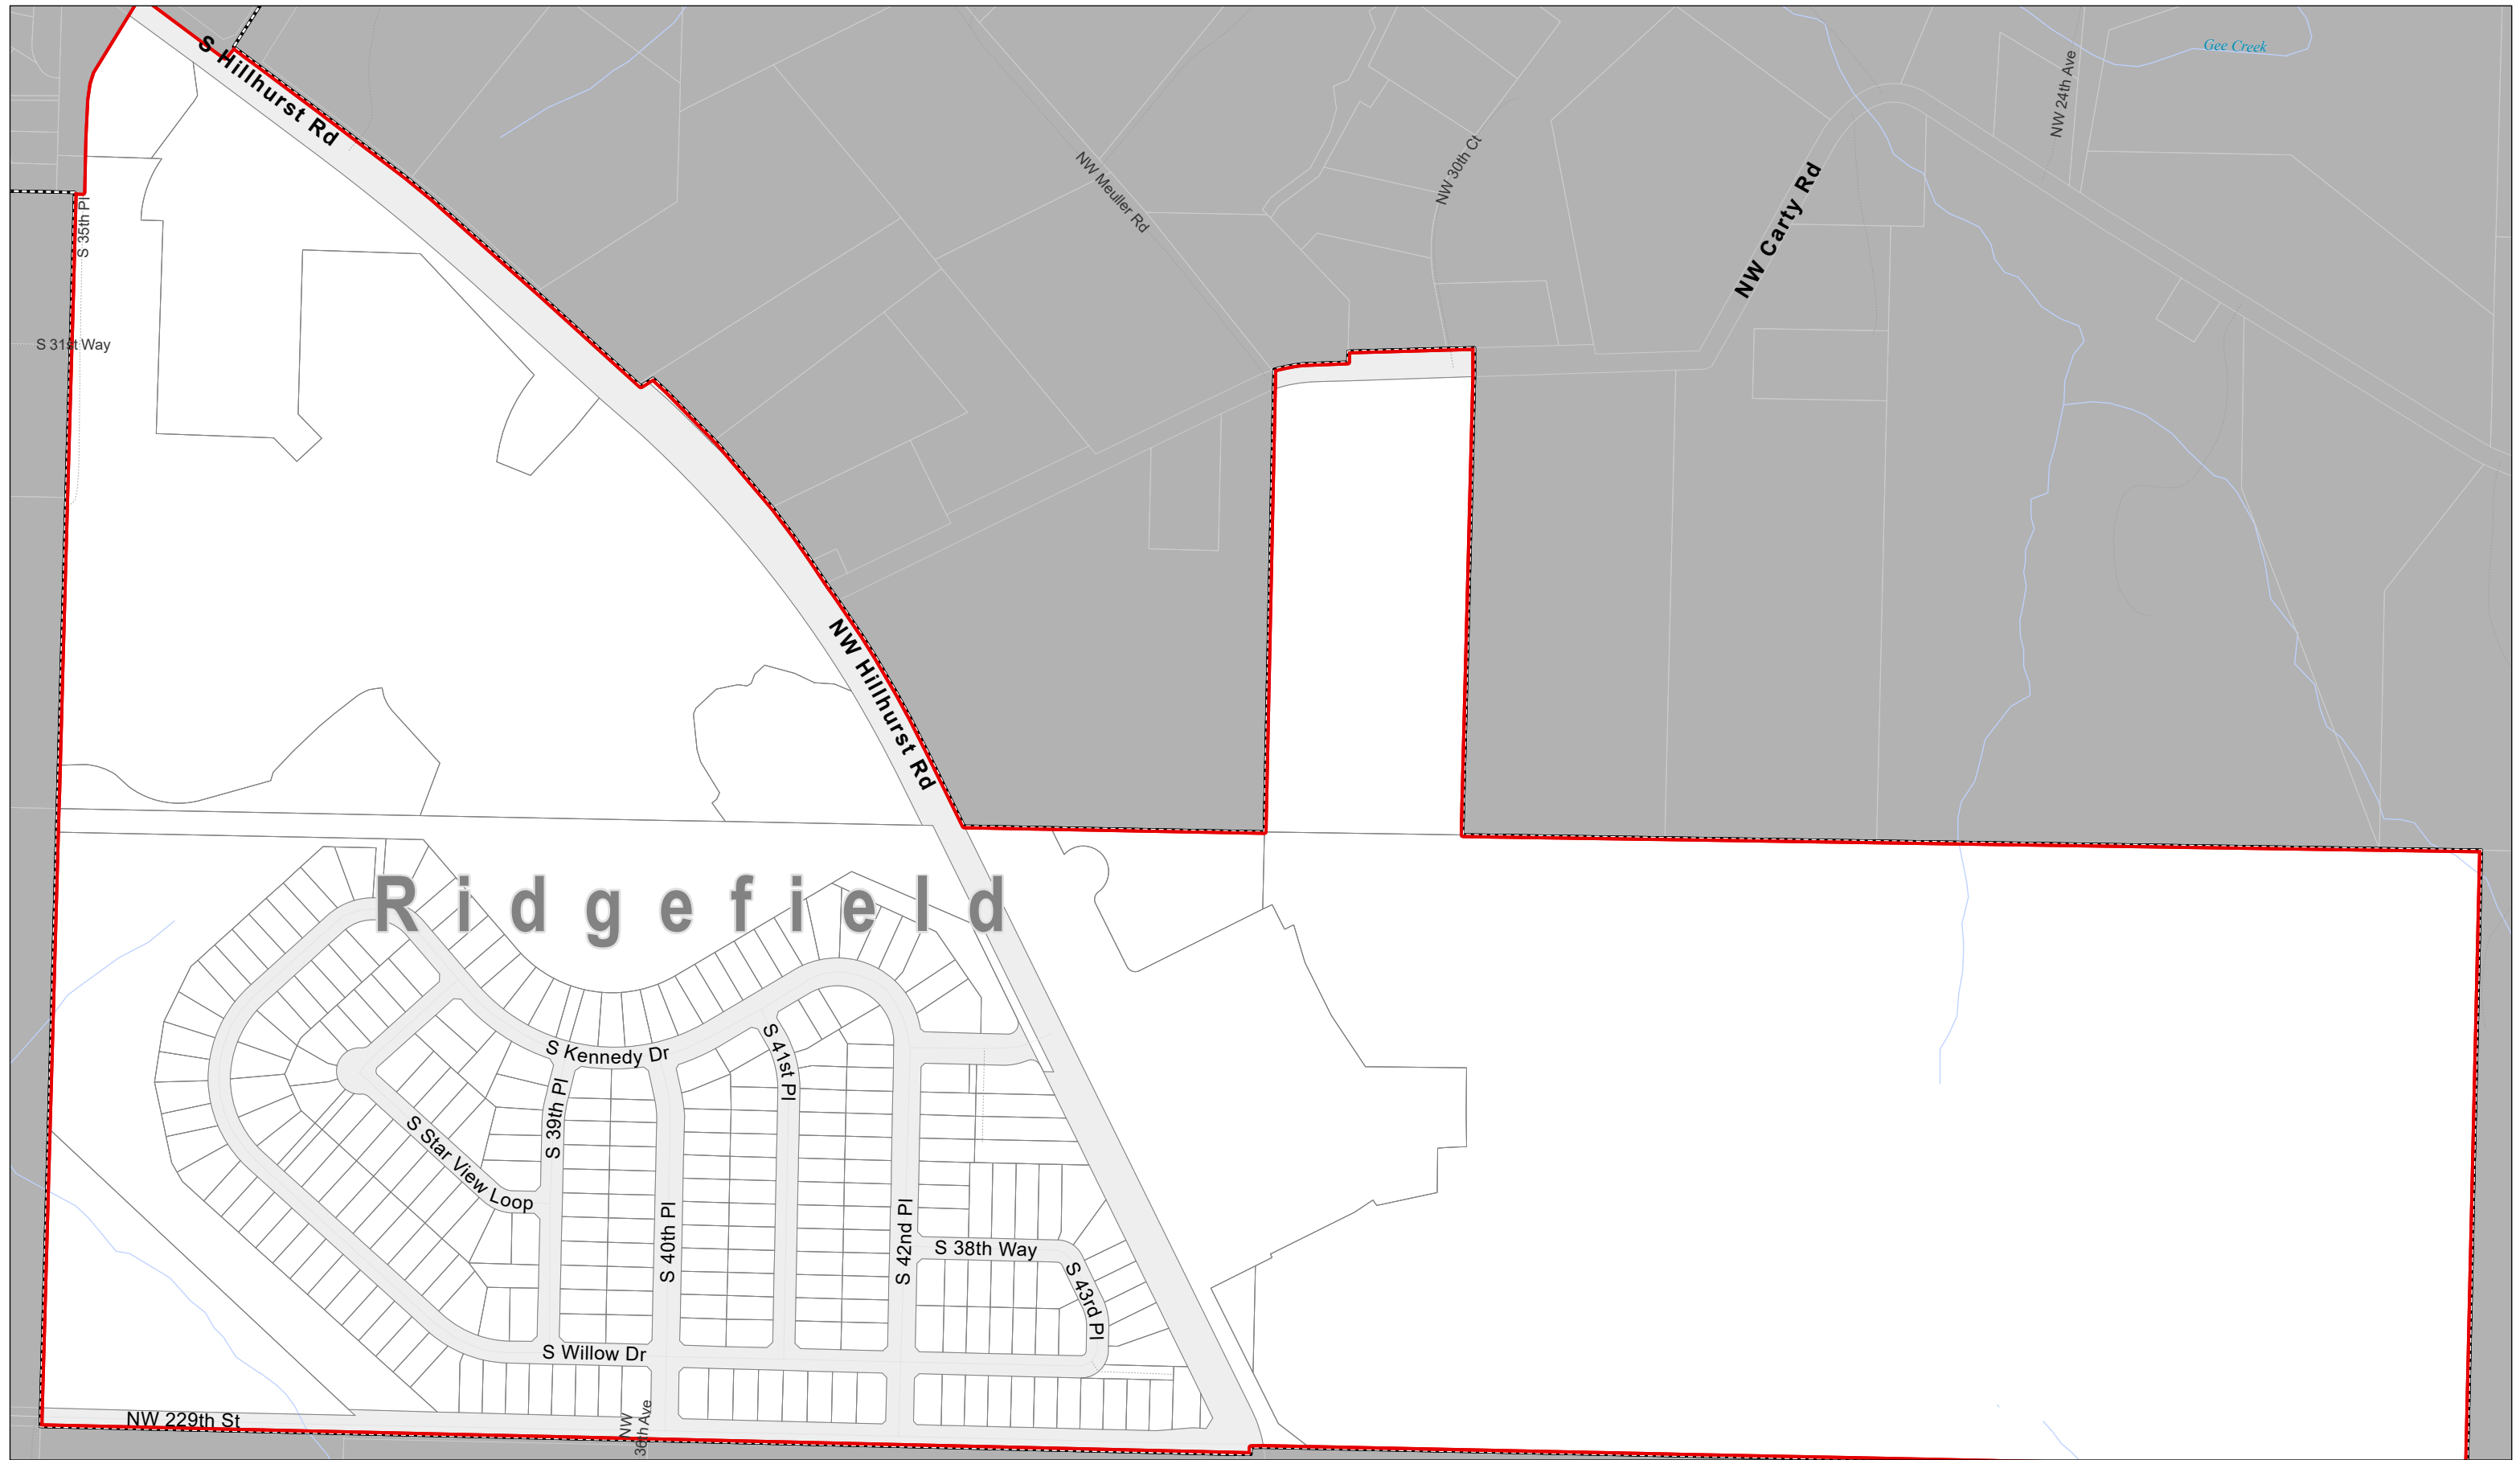 S Hillhurst Rd
Gee Creek
NW 24th Ave
NW Meuller Rd
NW 30th Ct
NW Carty Rd
S 35th Pl
S 31st Way
NW Hillhurst Rd
Ridgefield
S Kennedy Dr
S 41st Pl
S 39th Pl
S Star View Loop
S 40th Pl
S 42nd Pl
S 38th Way
S 43rd Pl
S Willow Dr
NW 229th St
NW
36th Ave